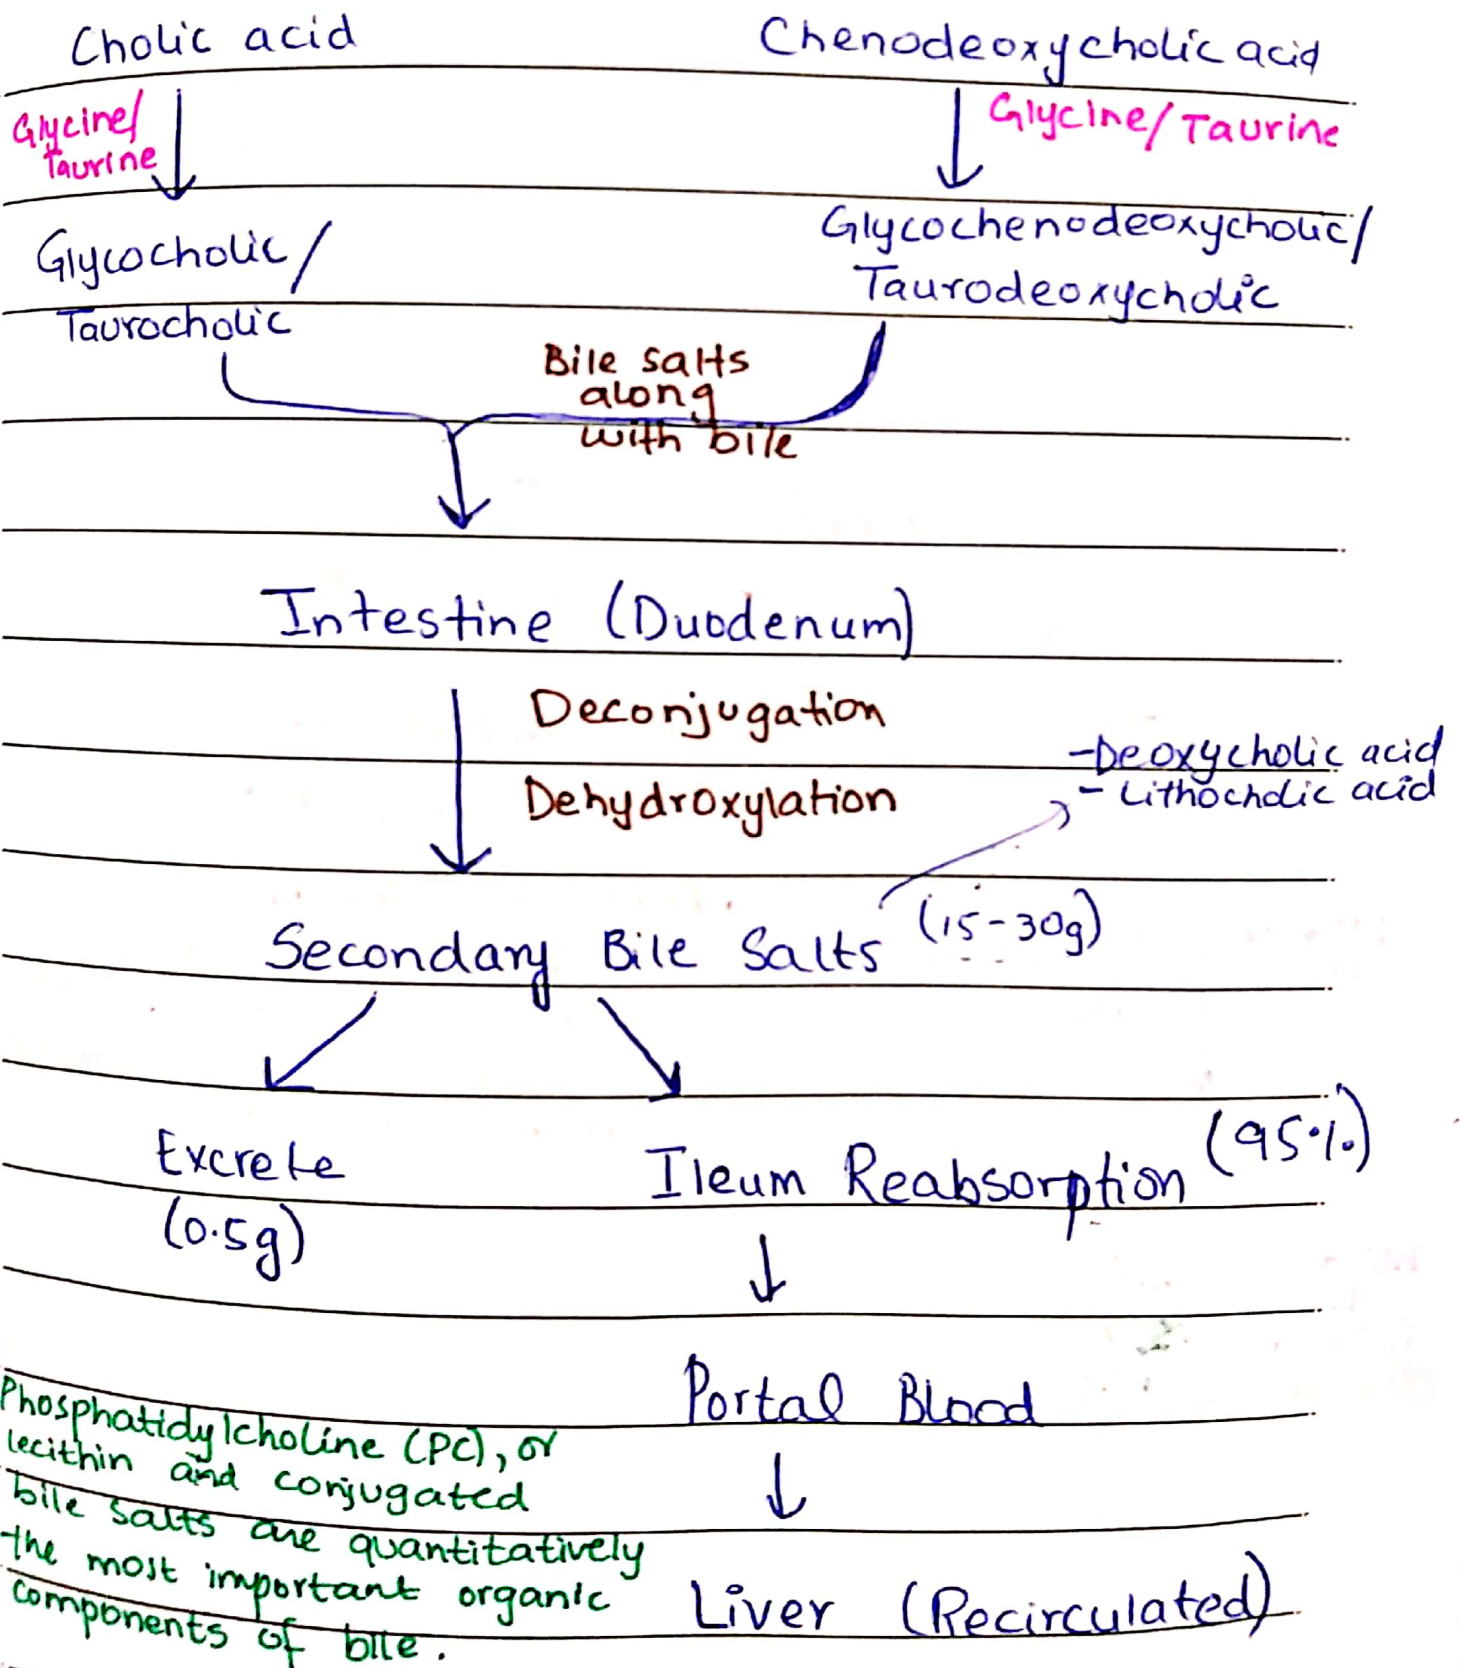 Cholic acid
Chenodeoxycholic acid
Glycine/
Taurine
Glycine/Taurine
Glycocholic/
Taurocholic
Glycochenodeoxycholic/
Taurodeoxycholic
Bile salts
along
with bile
Intestine (Duodenum)
Deconjugation
Dehydroxylation
-Deoxycholic acid
- Lithocholic acid
Secondary Bile Salts (15-30g)
Excrete
(0.5g)
Ileum Reabsorption (95%)
Portal Blood
Liver (Recirculated)
Phosphatidylcholine (PC), or
lecithin and conjugated
bile salts are quantitatively
the most important organic
components of bile.